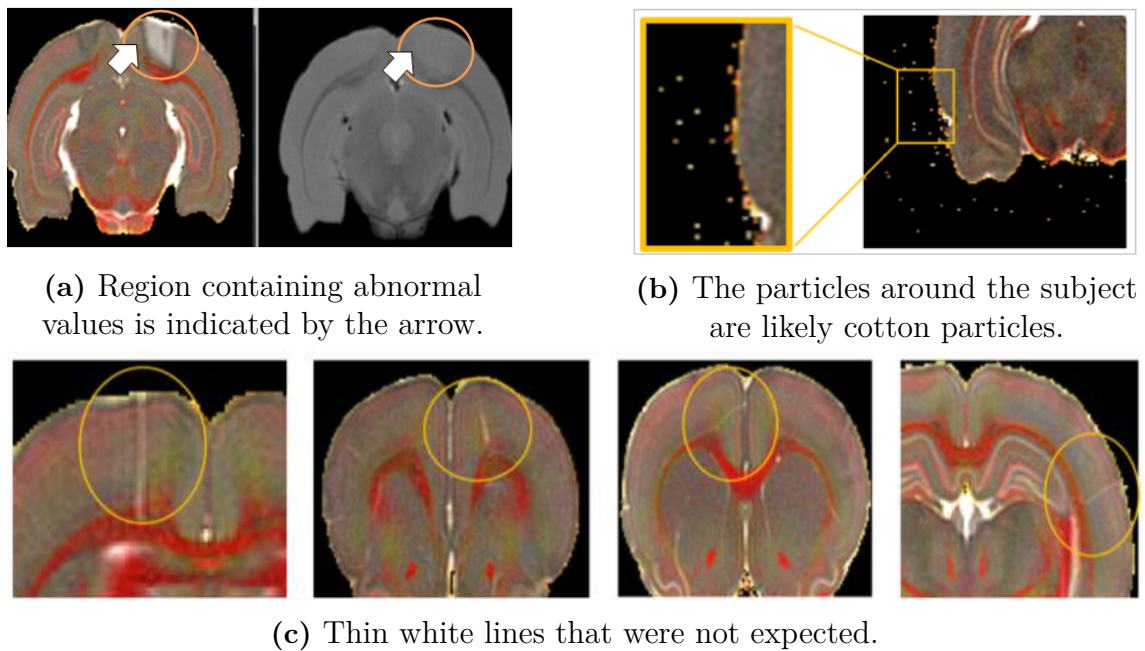 (a) Region containing abnormal
values is indicated by the arrow.
(b) The particles around the subject
are likely cotton particles.
(c) Thin white lines that were not expected.